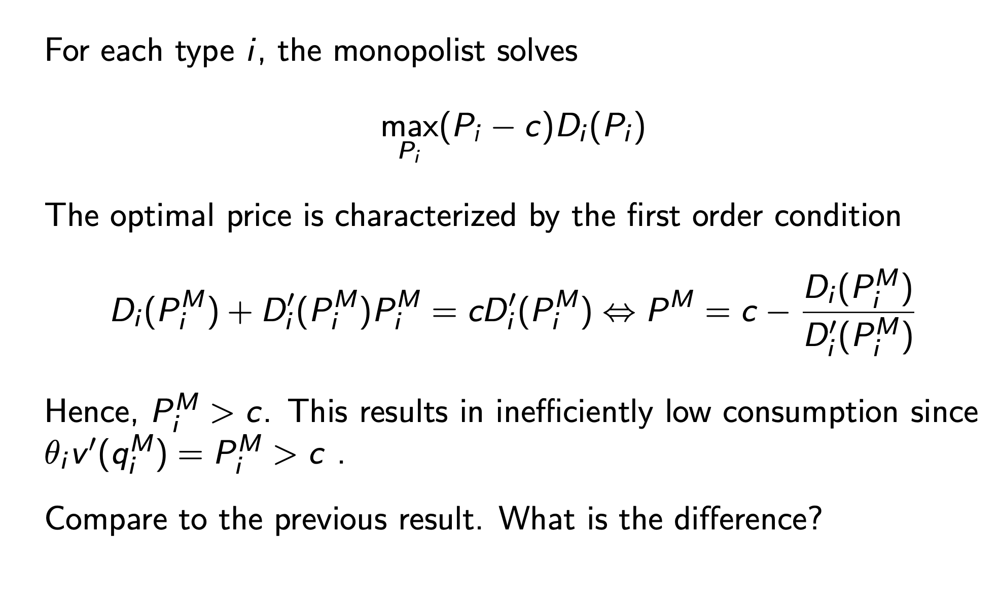 For each type i, the monopolist solves
max_{P_i} (P_i − c)D_i(P_i)
The optimal price is characterized by the first order condition
D_i(P_i^M) + D_i′(P_i^M)P_i^M = cD_i′(P_i^M) ⇔ P^M = c − \frac{D_i(P_i^M)}{D_i′(P_i^M)}
Hence, P_i^M > c. This results in inefficiently low consumption since
θ_i v′(q_i^M) = P_i^M > c .
Compare to the previous result. What is the difference?